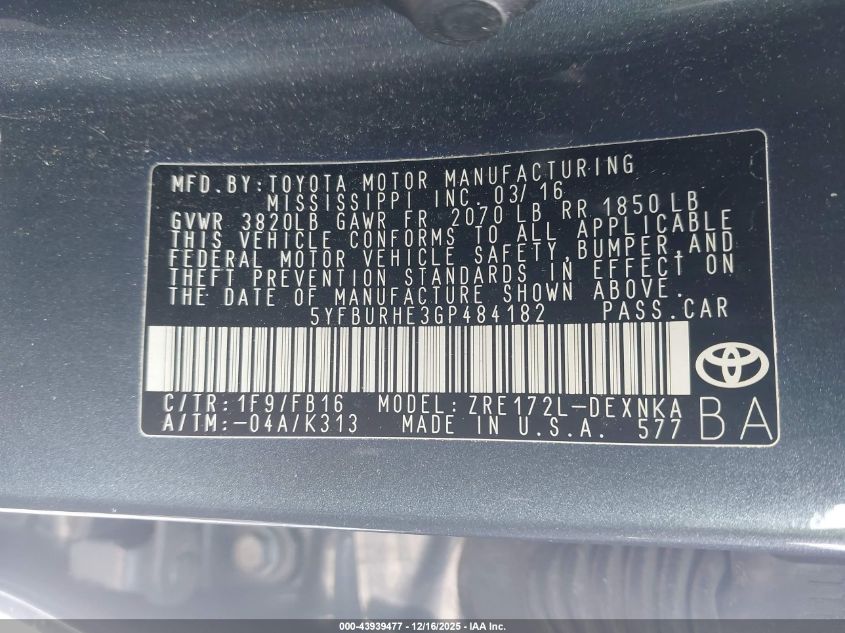 MFD.BY:TOYOTA MOTOR MANUFACTURING
MISSISSIPPI INC. 03/16
GVWR 3820LB GAWR FR 2070 LB RR 1850 LB
THIS VEHICLE CONFORMS TO ALL APPLICABLE
FEDERAL MOTOR VEHICLE SAFETY,BUMPER,AND
THEFT PREVENTION STANDARDS IN EFFECT ON
THE DATE OF MANUFACTURE SHOWN ABOVE.
5YFBURHE3GP484182 PASS.CAR
C/TR:1F9/FB16 MODEL:ZRE172L-DEXNKA
A/TM:-04A/K313 MADE IN U.S.A. 577
BA
000-43939477 - 12/16/2025 - IAA Inc.